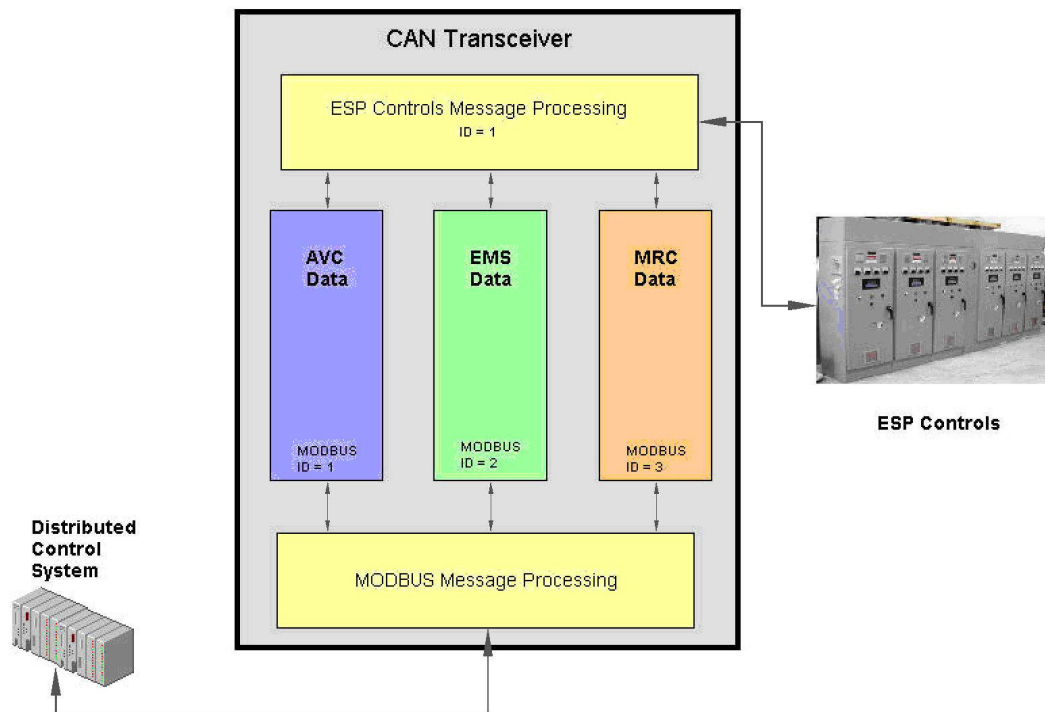 CAN Transceiver
ESP Controls Message Processing
ID = 1
AVC
Data
EMS
Data
MRC
Data
MODBUS
ID = 1
MODBUS
ID = 2
MODBUS
ID = 3
ESP Controls
Distributed
Control
System
MODBUS Message Processing